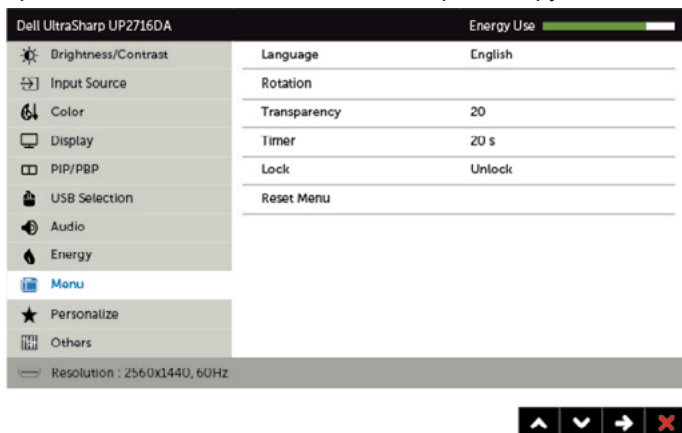 Dell UltraSharp UP2716DA Energy Use
Brightness/Contrast Language English
Input Source Rotation
Color Transparency 20
Display Timer 20 s
PIP/PBP Lock Unlock
USB Selection Reset Menu
Audio
Energy
Menu
Personalize
Others
Resolution : 2560x1440, 60Hz